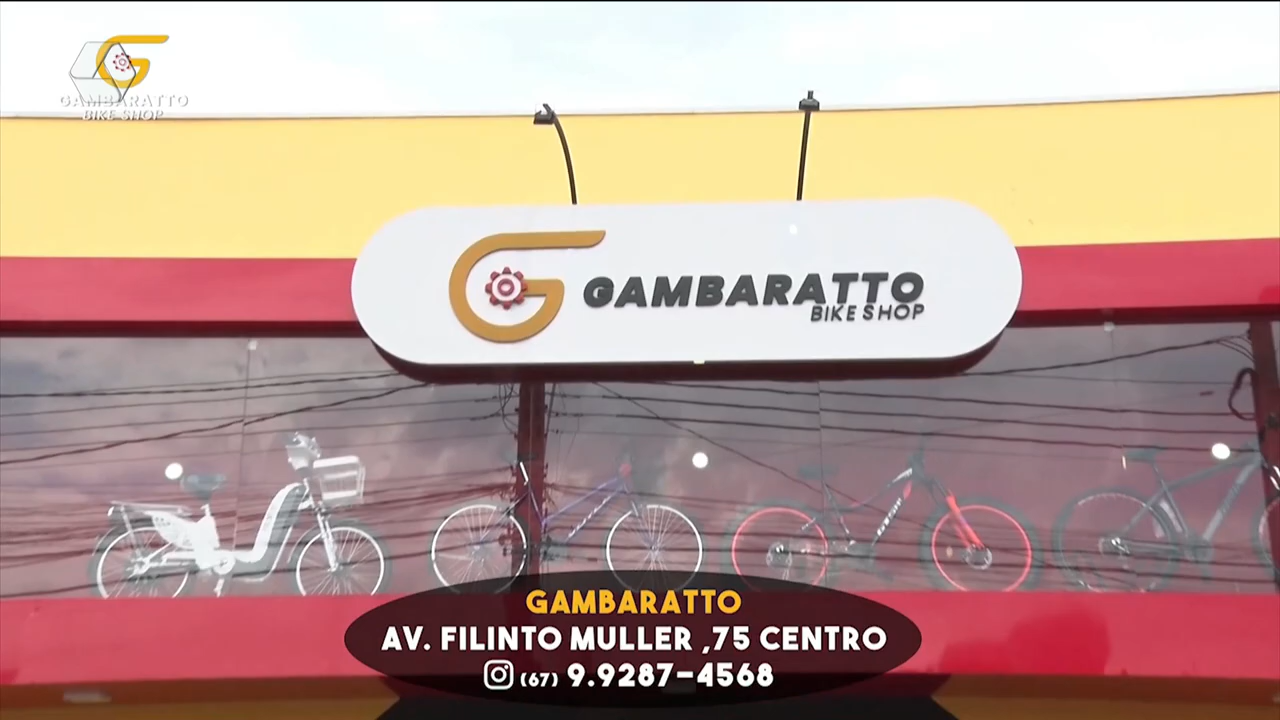 GAMBARATTO
BIKE SHOP
GAMBARATTO
BIKE SHOP
GAMBARATTO
AV. FILINTO MULLER ,75 CENTRO
(67) 9.9287-4568